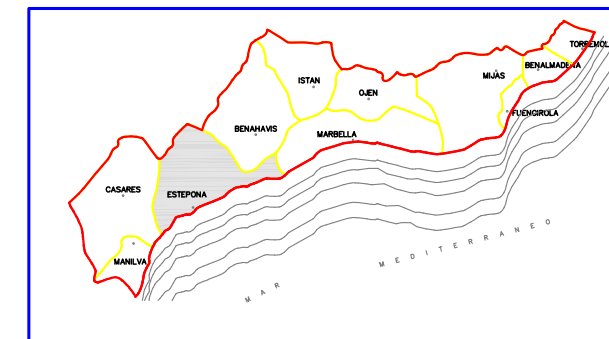 TORREMOL
BENALMADENA
MIJAS
ISTAN
OJEN
FUENGIROLA
BENAHAVIS
MARBELLA
CASARES
ESTEPONA
MANILVA
MAR MEDITERRANEO